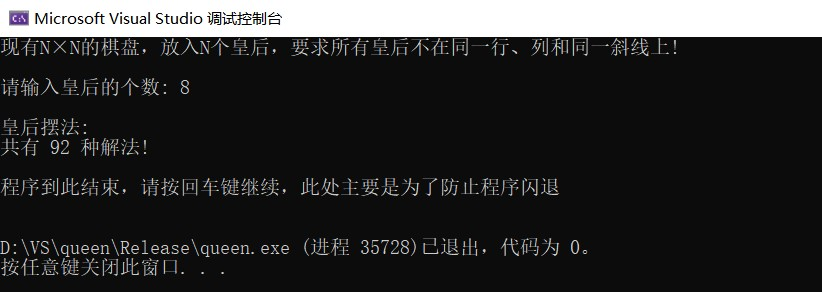 Microsoft Visual Studio 调试控制台
现有N×N的棋盘，放入N个皇后，要求所有皇后不在同一行、列和同一斜线上!
请输入皇后的个数: 8
皇后摆法:
共有 92 种解法!
程序到此结束，请按回车键继续，此处主要是为了防止程序闪退
D:\VS\queen\Release\queen.exe (进程 35728)已退出，代码为 0。
按任意键关闭此窗口. . .